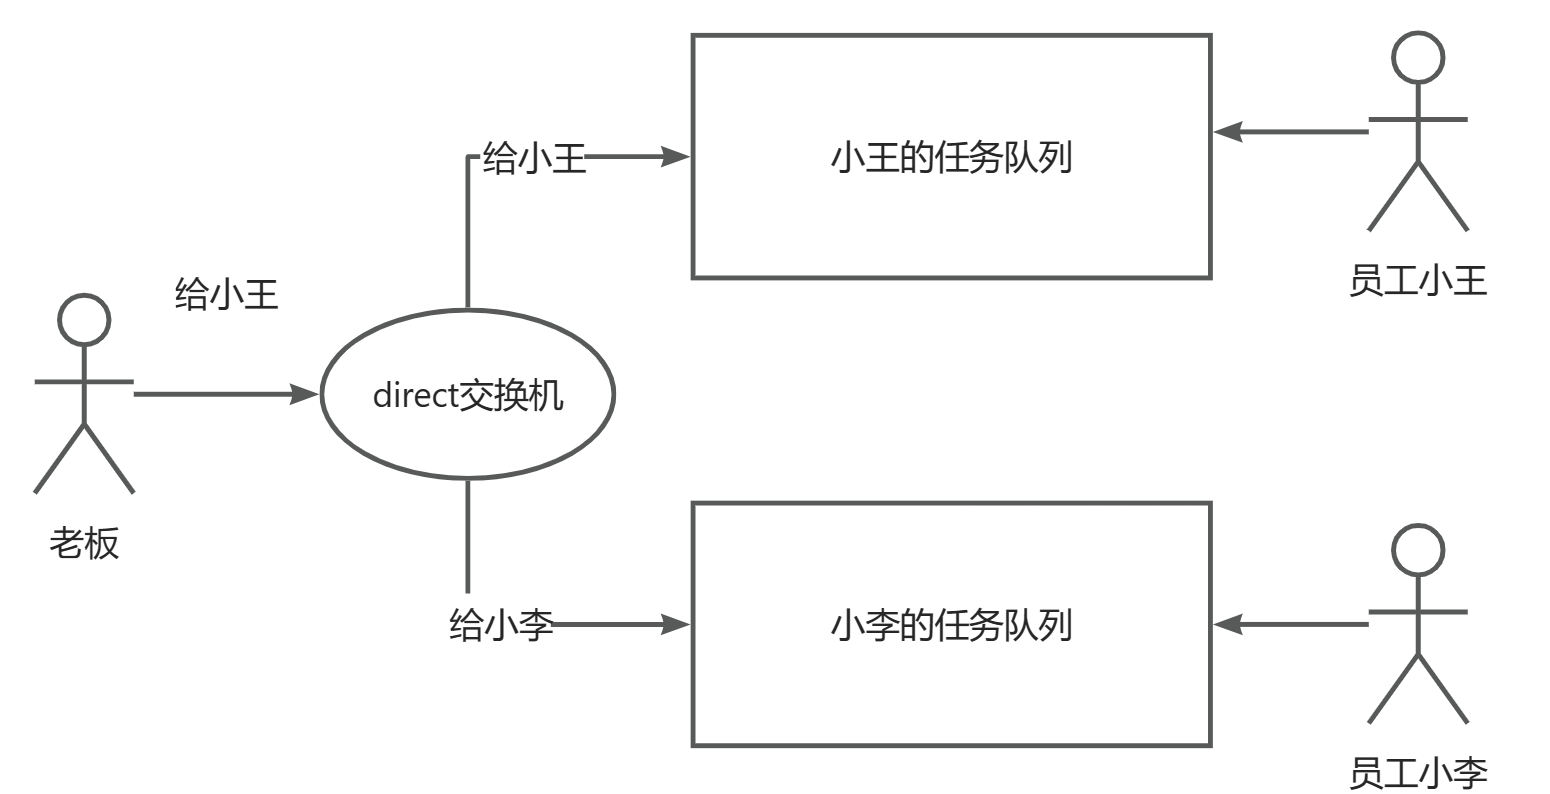 给小王
小王的任务队列
员工小王
给小王
direct交换机
老板
给小李
小李的任务队列
员工小李